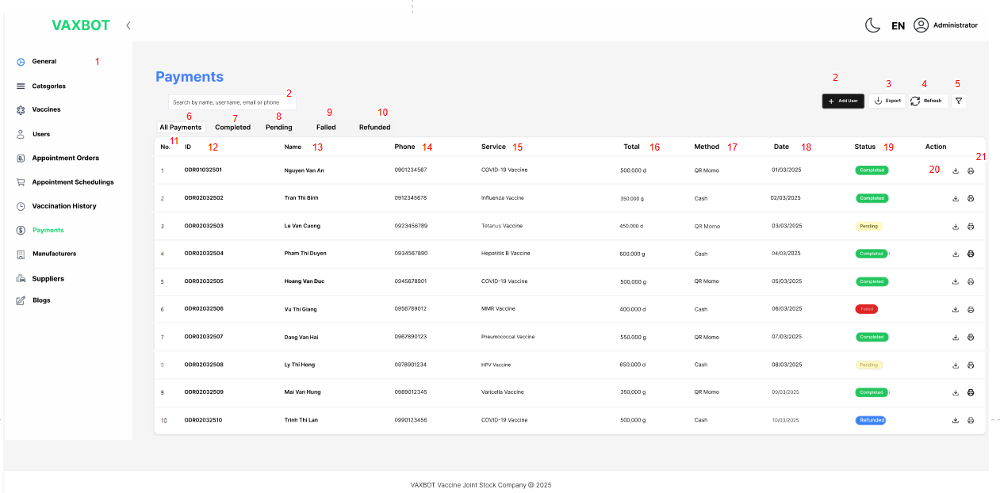 VAXBOT
EN Administrator
General 1
Categories
Vaccines
Users
Appointment Orders
Appointment Schedulings
Vaccination History
Payments
Manufacturers
Suppliers
Blogs
Payments
2 3 4 5
Search by name, username, email or phone 2
+ Add User Export Refresh
6 7 8 9 10
All Payments Completed Pending Falled Refunded
No. 11 ID 12 Name 13 Phone 14 Service 15 Total 16 Method 17 Date 18 Status 19 Action
20 21
1 ODR01032501 Nguyen Van An 0901234567 COVID-19 Vaccine 500.000 d QR Momo 01/03/2025 Completed
2 ODR02032502 Tran Thi Binh 0912345678 Influenza Vaccine 350.000 g Cash 02/03/2025 Completed
3 ODR02032503 Le Van Cuong 0923456789 Tetanus Vaccine 450.000 d QR Momo 03/03/2025 Pending
4 ODR02032504 Pham Thi Duyen 0934567890 Hepatitis B Vaccine 600.000 g Cash 04/03/2025 Completed
5 ODR02032505 Hoang Van Duc 0945678901 COVID-19 Vaccine 500,000 g QR Momo 05/03/2025 Completed
6 ODR02032506 Vu Thi Giang 0956789012 MMR Vaccine 400.000 d Cash 06/03/2025 Failed
7 ODR02032507 Dang Van Hai 0967890123 Pneumococcal Vaccine 550.000 g QR Momo 07/03/2025 Completed
8 ODR02032508 Ly Thi Hong 0978901234 HPV Vaccine 650.000 d Cash 08/03/2025 Pending
9 ODR02032509 Mai Van Hung 0989012345 Varicella Vaccine 350,000 g QR Momo 09/03/2025 Completed
10 ODR02032510 Trinh Thi Lan 0990123456 COVID-19 Vaccine 500,000 g Cash 10/03/2025 Refunded
VAXBOT Vaccine Joint Stock Company @ 2025